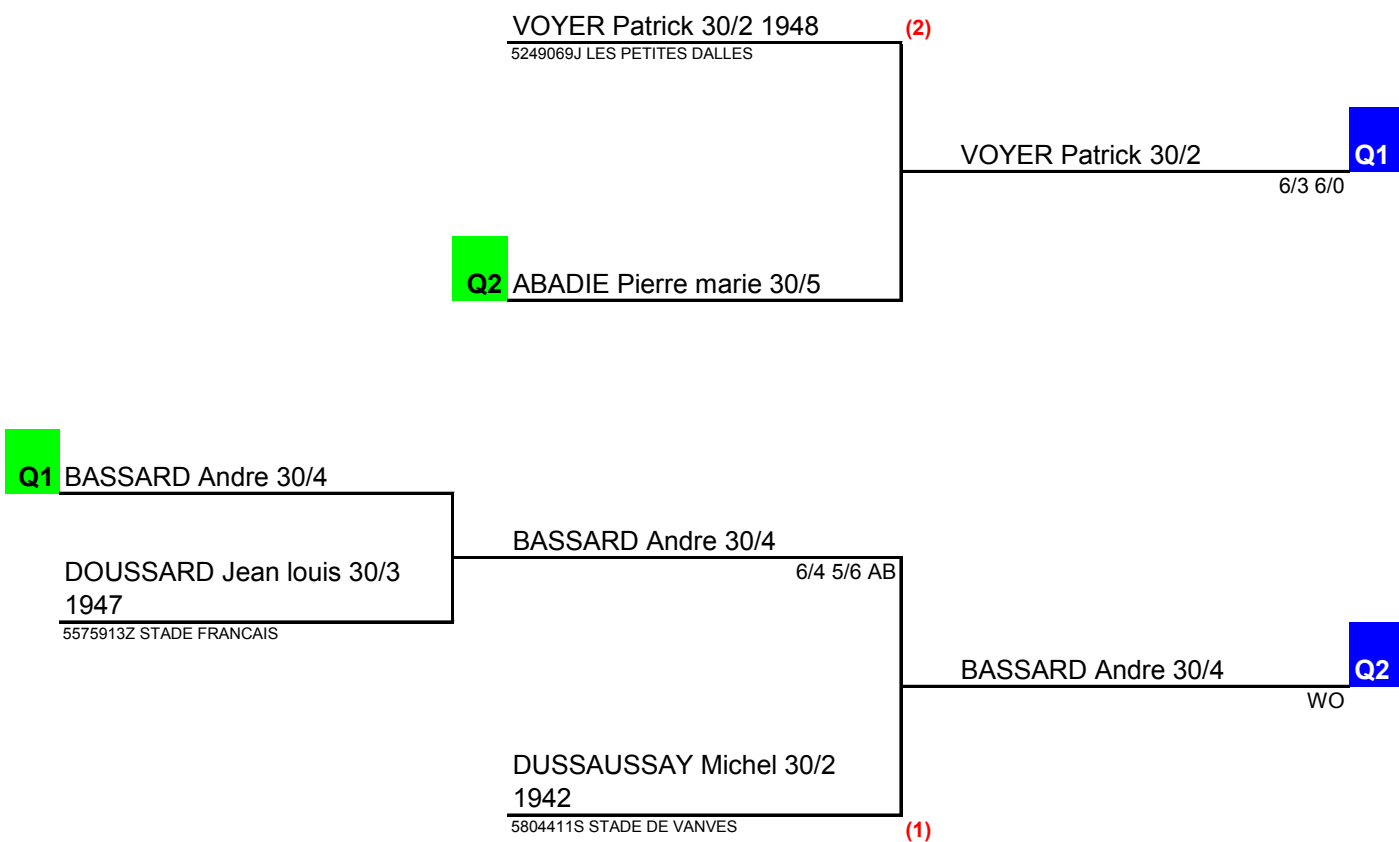 VOYER Patrick 30/2 1948
(2)
5249069J LES PETITES DALLES
VOYER Patrick 30/2
Q1
6/3 6/0
Q2
ABADIE Pierre marie 30/5
Q1
BASSARD Andre 30/4
BASSARD Andre 30/4
6/4 5/6 AB
DOUSSARD Jean louis 30/3
1947
5575913Z STADE FRANCAIS
BASSARD Andre 30/4
Q2
WO
DUSSAUSSAY Michel 30/2
1942
5804411S STADE DE VANVES
(1)